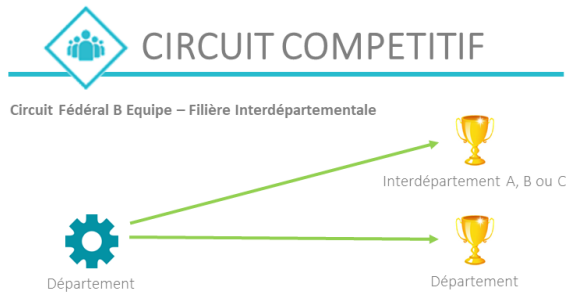 CIRCUIT COMPETITIF
Circuit Fédéral B Equipe – Filière Interdépartementale
Interdépartement A, B ou C
Département
Département